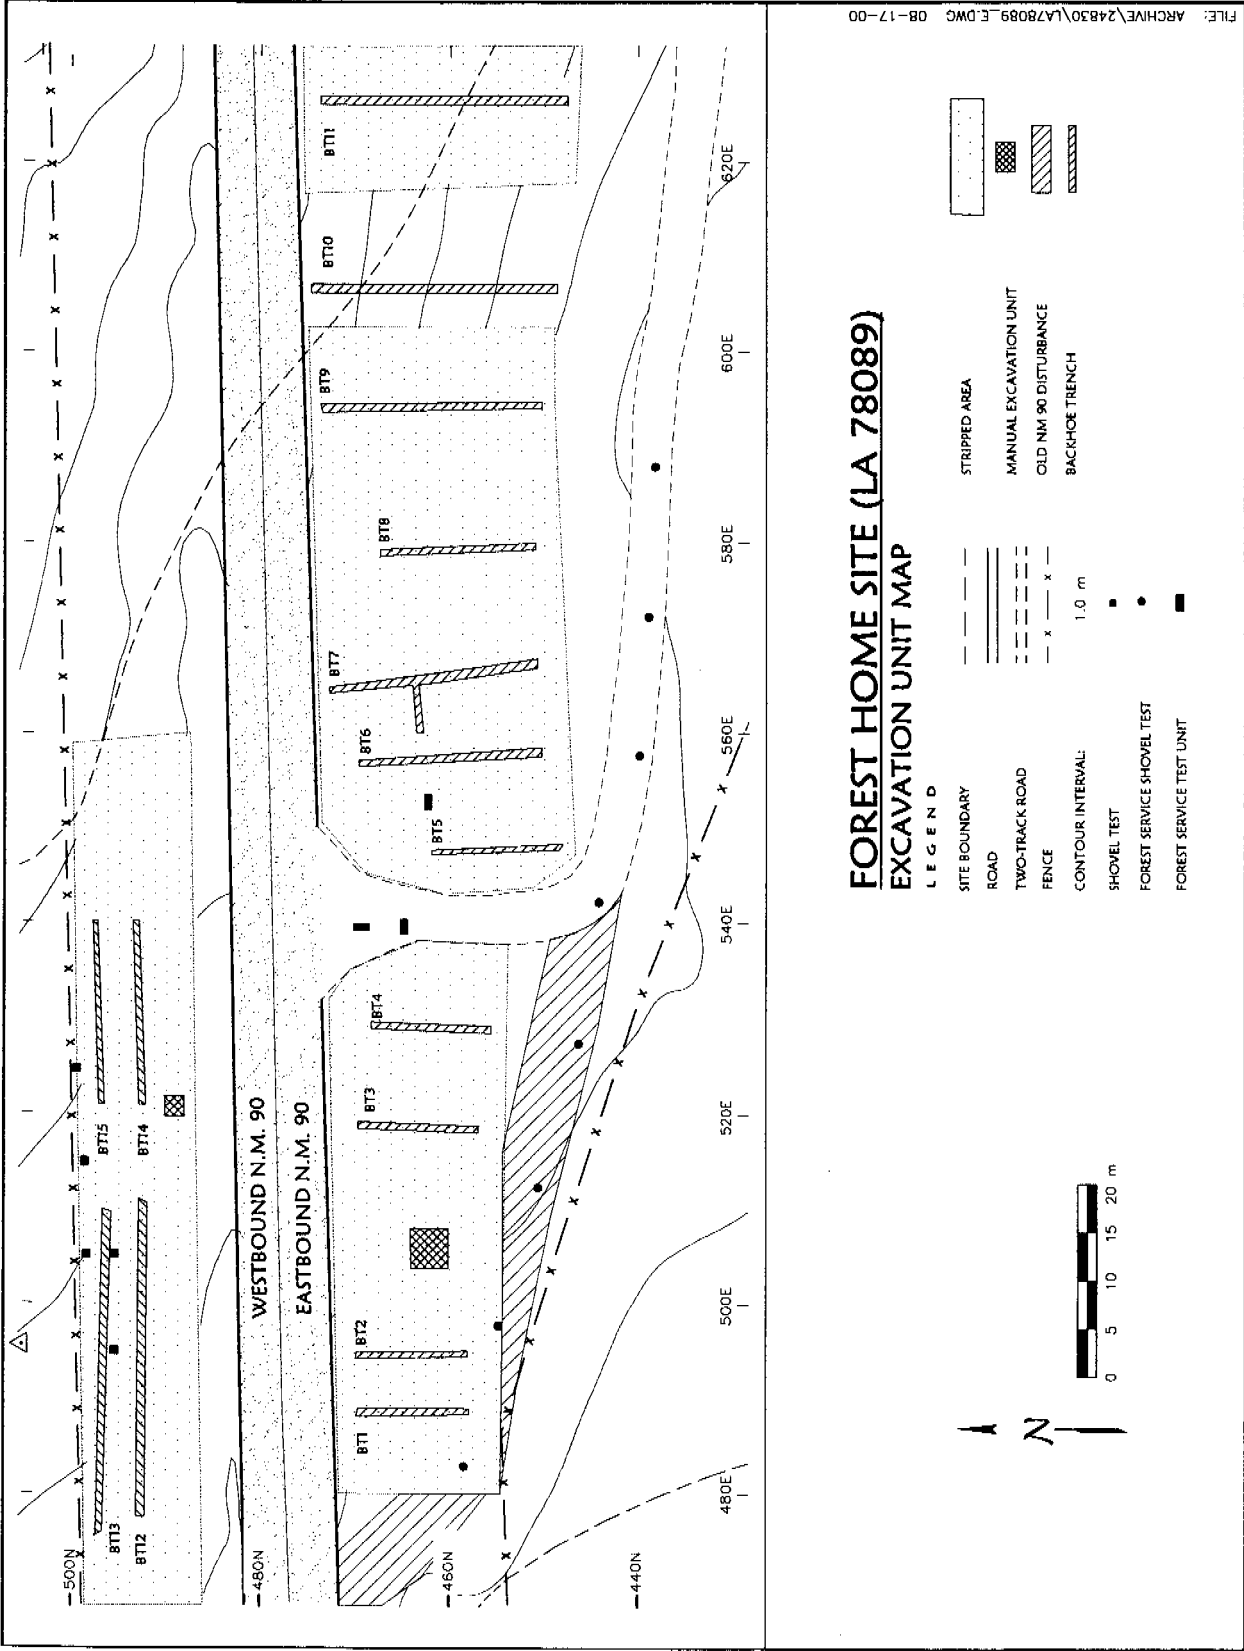 FILE: ARCHIVE\24830\LA78089_E.DWG 08-17-00
500N
480N
460N
440N
BT13
BT12
BT15
BT14
WESTBOUND N.M. 90
EASTBOUND N.M. 90
BT1
BT2
BT3
BT4
BT5
BT6
BT7
BT8
BT9
BT10
BT11
480E
500E
520E
540E
560E
580E
600E
620E
N
0 5 10 15 20 m
FOREST HOME SITE (LA 78089)
EXCAVATION UNIT MAP
LEGEND
SITE BOUNDARY
ROAD
TWO-TRACK ROAD
FENCE
CONTOUR INTERVAL: 1.0 m
SHOVEL TEST
FOREST SERVICE SHOVEL TEST
FOREST SERVICE TEST UNIT
STRIPPED AREA
MANUAL EXCAVATION UNIT
OLD NM 90 DISTURBANCE
BACKHOE TRENCH